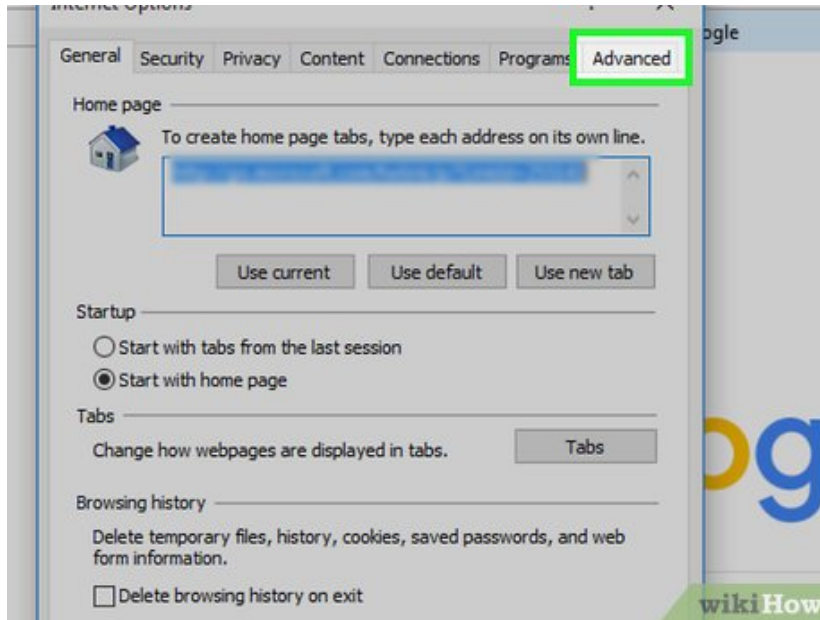 Internet Options
ogle
General Security Privacy Content Connections Programs Advanced
Home page
To create home page tabs, type each address on its own line.
Use current Use default Use new tab
Startup
Start with tabs from the last session
Start with home page
Tabs
Change how webpages are displayed in tabs.
Tabs
Browsing history
Delete temporary files, history, cookies, saved passwords, and web
form information.
Delete browsing history on exit
og
wikiHow